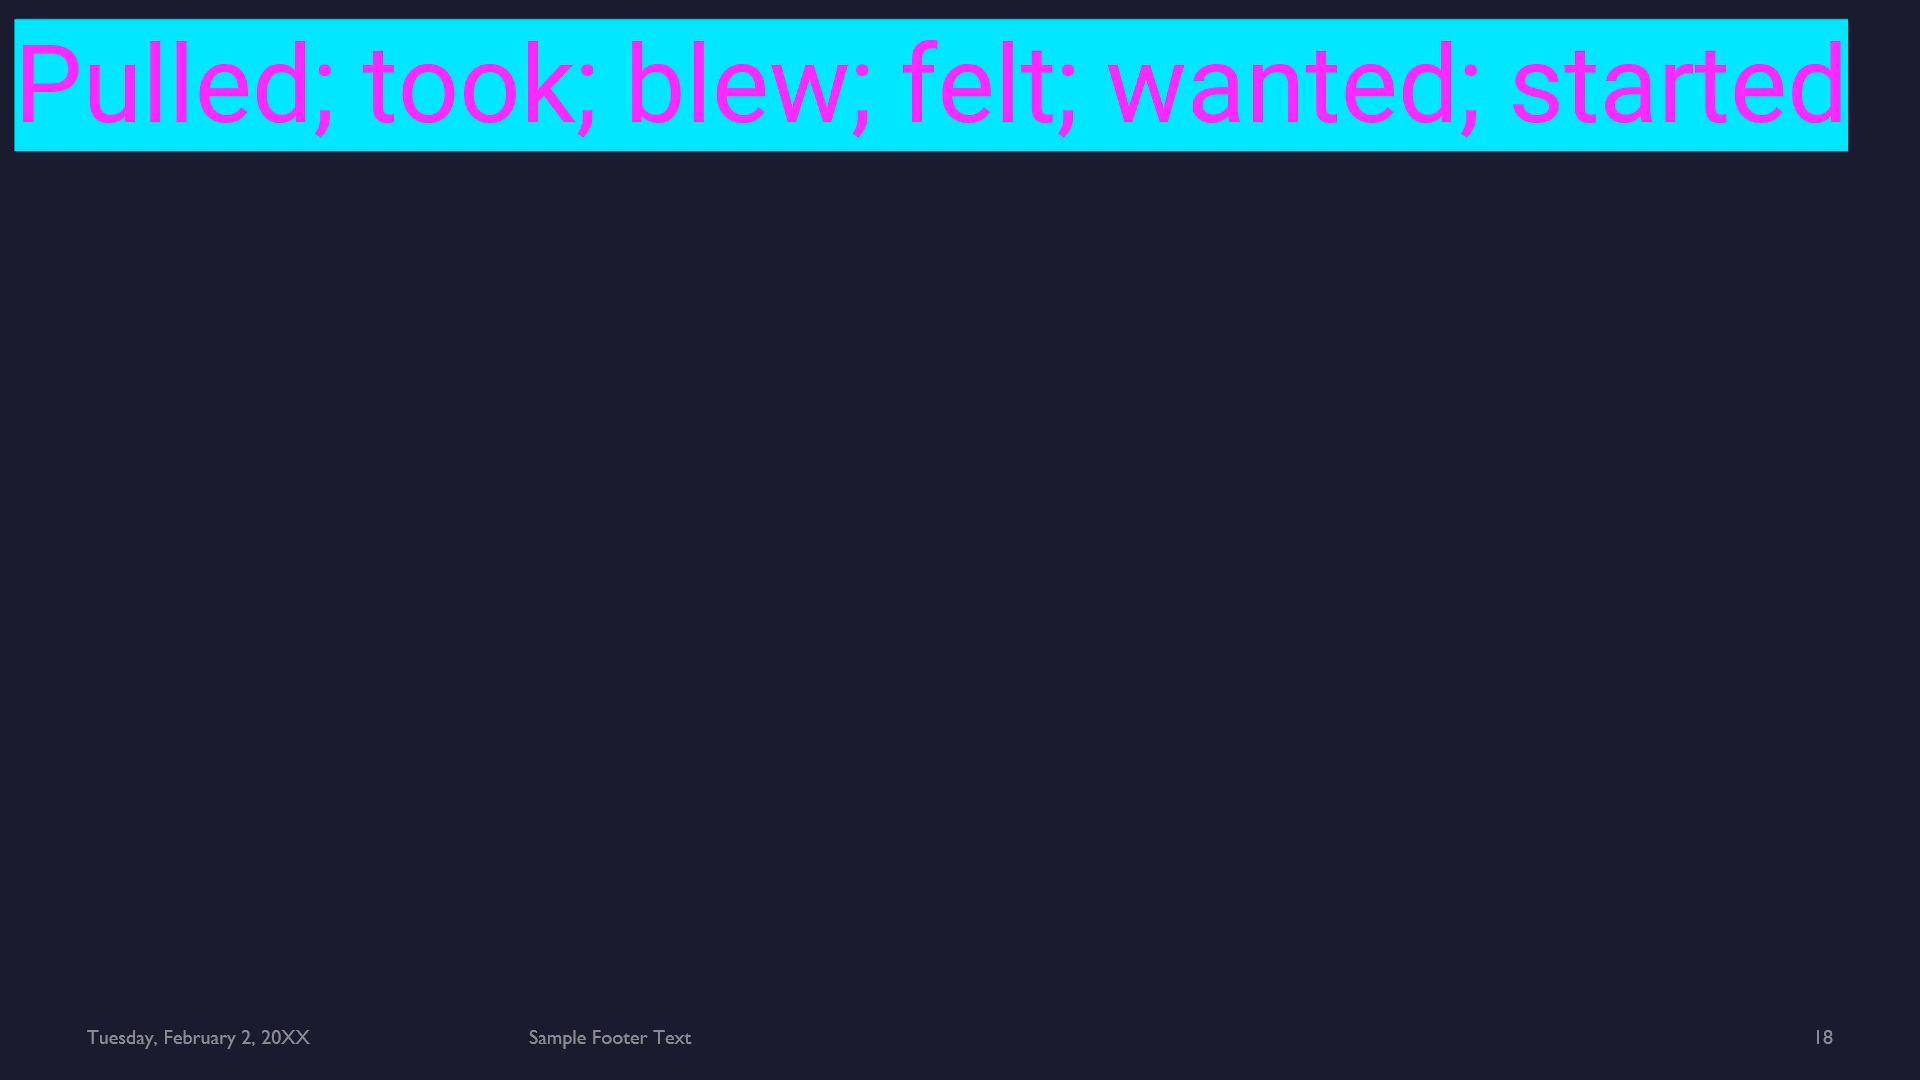 Pulled; took; blew; felt; wanted; started
Tuesday, February 2, 20XX
Sample Footer Text
18